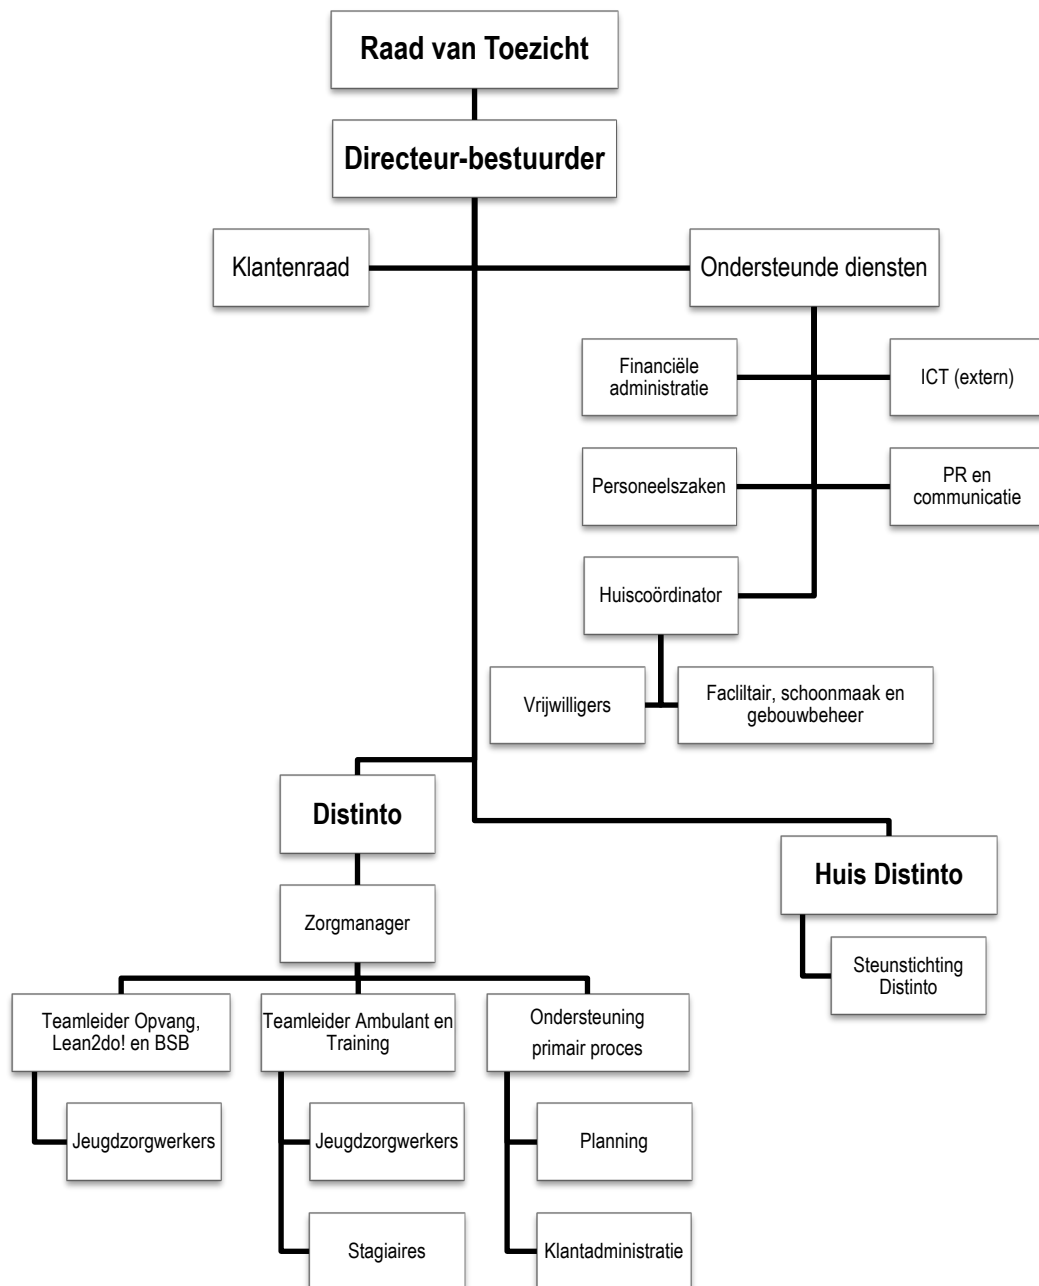 Raad van Toezicht
Directeur-bestuurder
Klantenraad
Ondersteunde diensten
Financiële
administratie
ICT (extern)
Personeelszaken
PR en
communicatie
Huiscoördinator
Vrijwilligers
Facliltair, schoonmaak en
gebouwbeheer
Distinto
Huis Distinto
Zorgmanager
Steunstichting
Distinto
Teamleider Opvang,
Lean2do! en BSB
Teamleider Ambulant en
Training
Ondersteuning
primair proces
Jeugdzorgwerkers
Jeugdzorgwerkers
Planning
Stagiaires
Klantadministratie